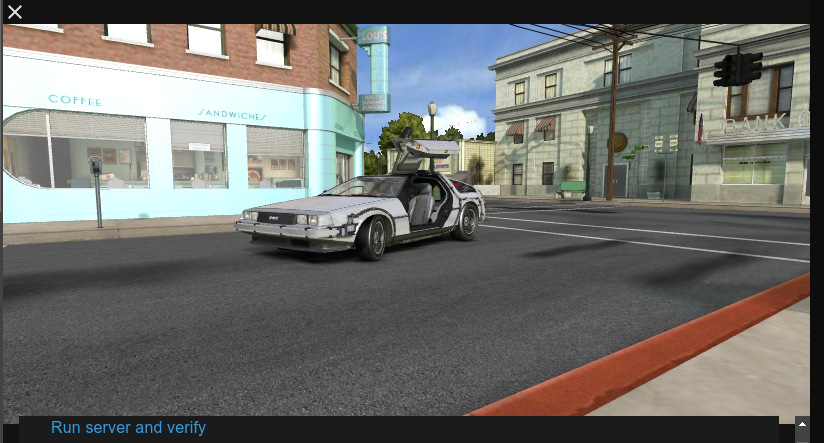 LOU'S
COFFEE
SANDWICHES
BANK O
Run server and verify